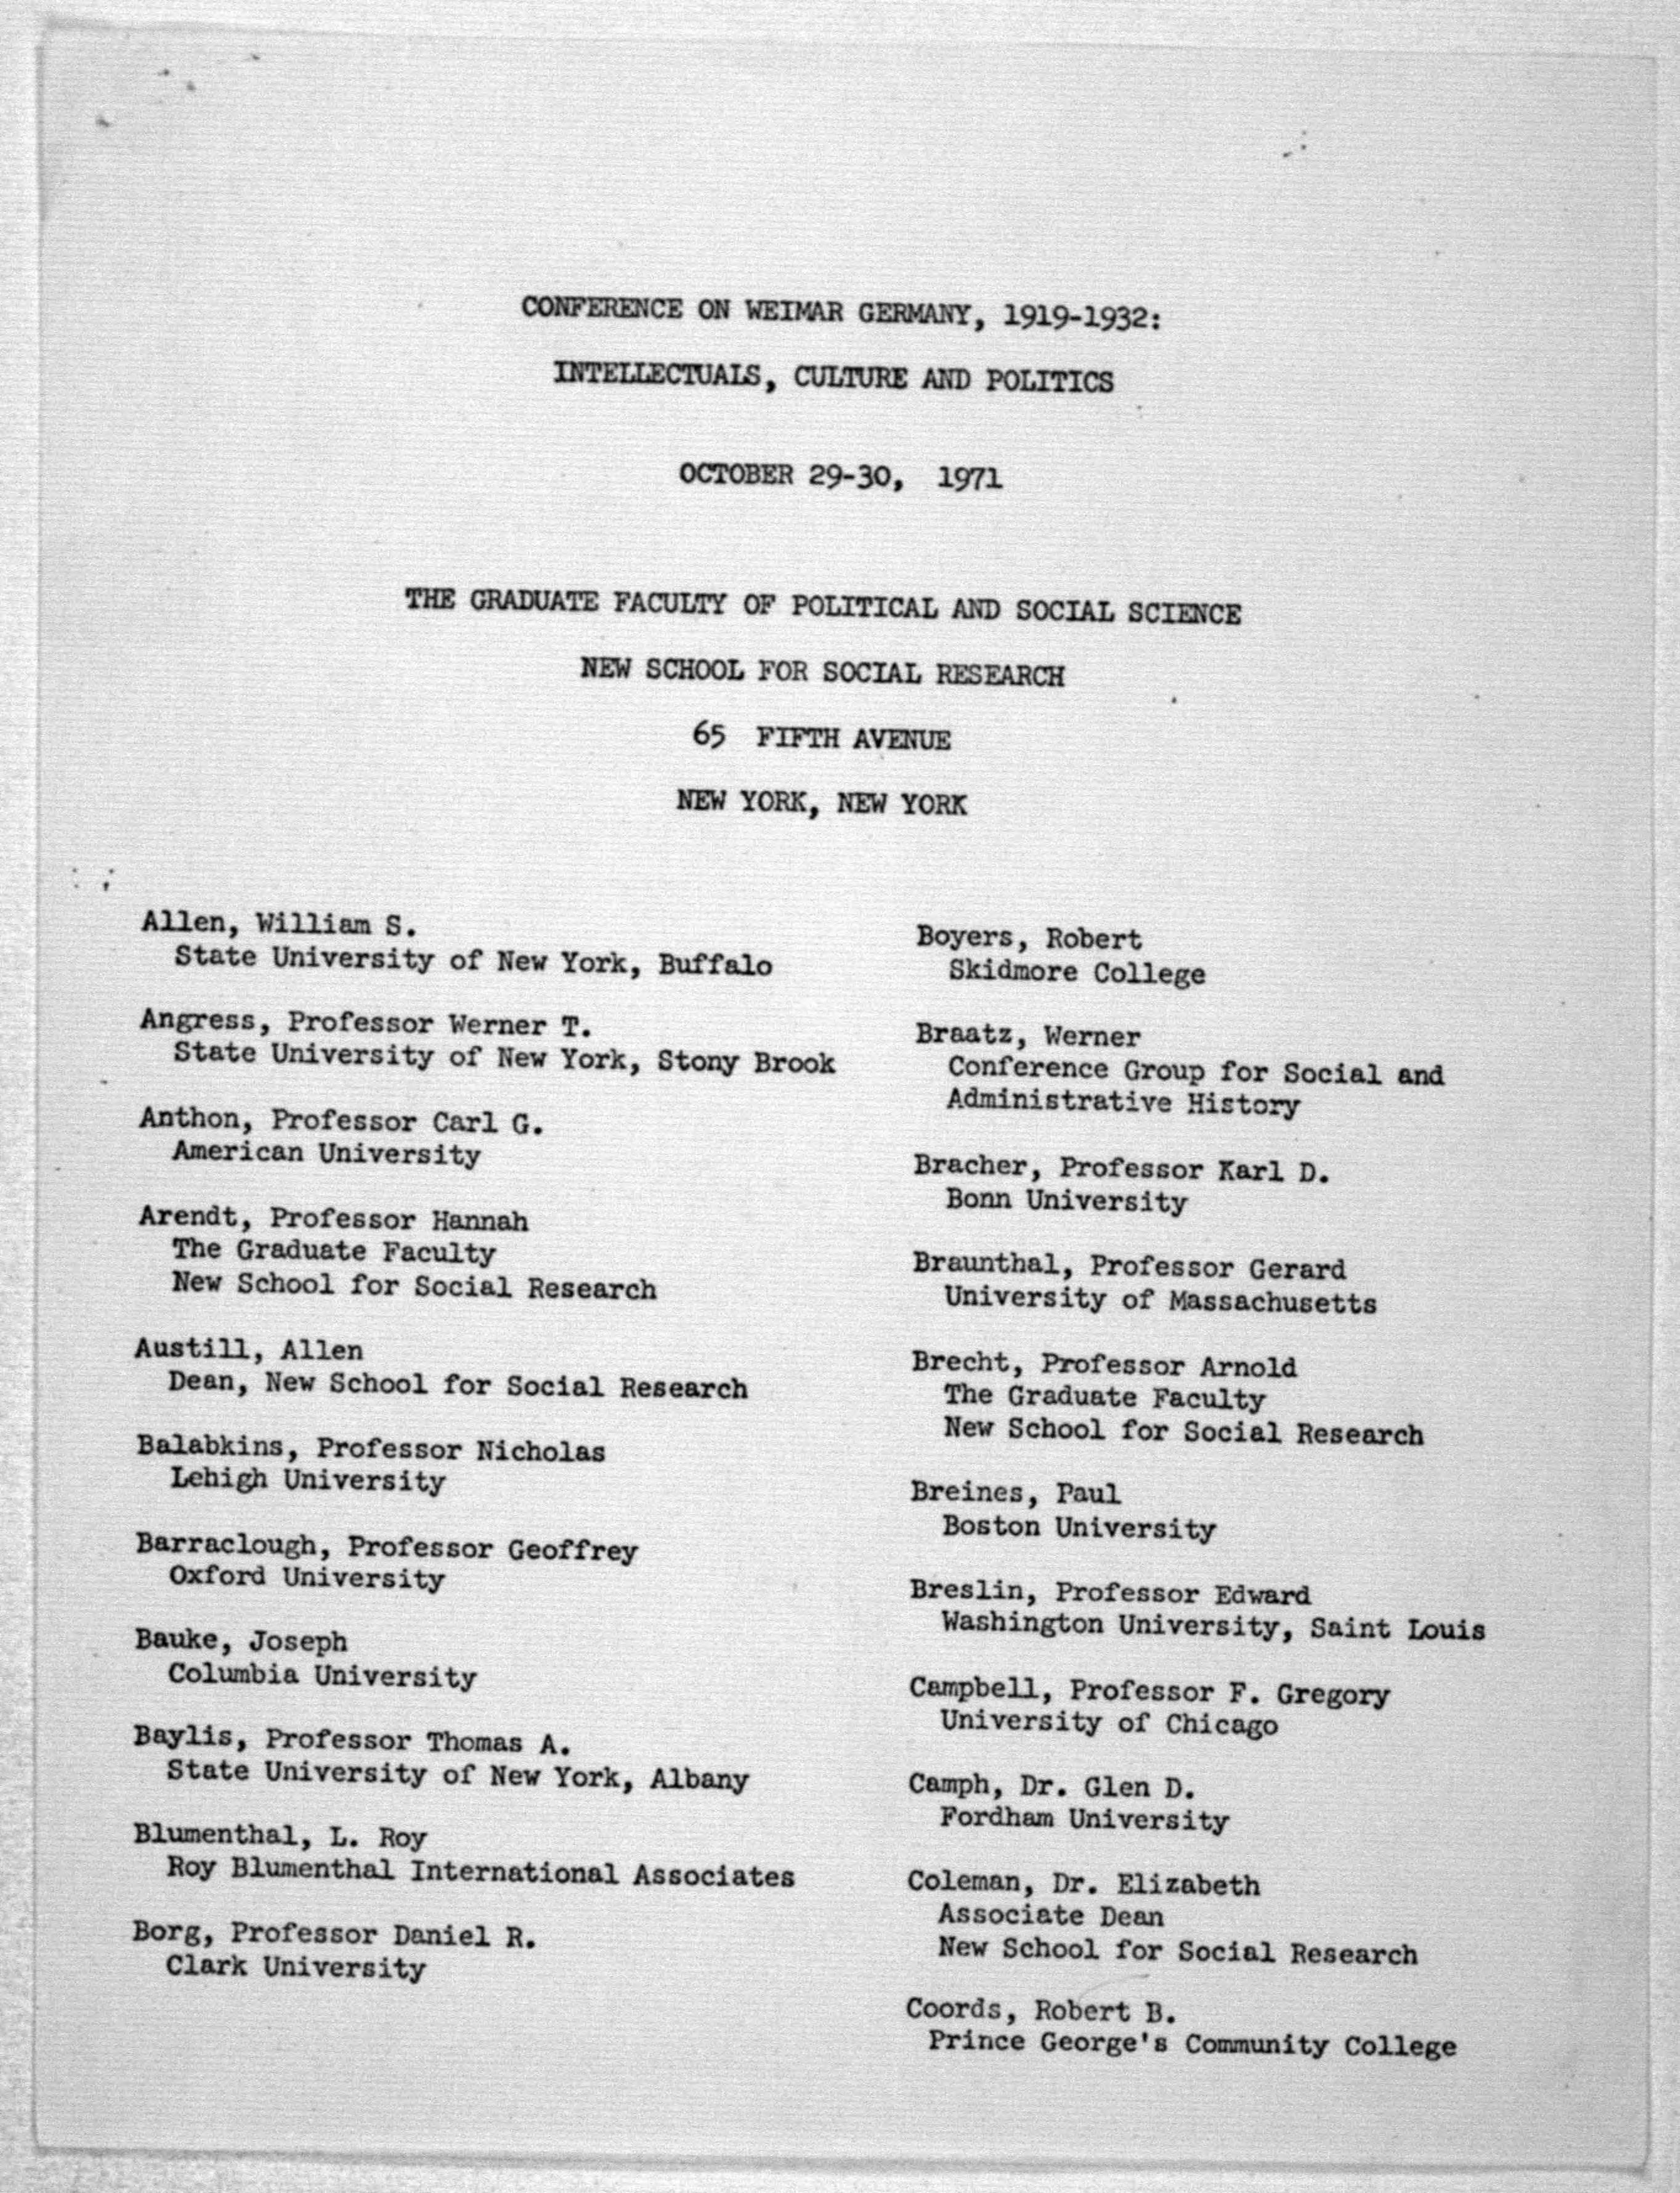 CONFERENCE ON WEIMAR GERMANY, 1919-1932:
INTELLECTUALS, CULTURE AND POLITICS
OCTOBER 29-30, 1971
THE GRADUATE FACULTY OF POLITICAL AND SOCIAL SCIENCE
NEW SCHOOL FOR SOCIAL RESEARCH
65 FIFTH AVENUE
NEW YORK, NEW YORK
Allen, William S.
State University of New York, Buffalo
Angress, Professor Werner T.
State University of New York, Stony Brook
Anthon, Professor Carl G.
American University
Arendt, Professor Hannah
The Graduate Faculty
New School for Social Research
Austill, Allen
Dean, New School for Social Research
Balabkins, Professor Nicholas
Lehigh University
Barraclough, Professor Geoffrey
Oxford University
Bauke, Joseph
Columbia University
Baylis, Professor Thomas A.
State University of New York, Albany
Blumenthal, L. Roy
Roy Blumenthal International Associates
Borg, Professor Daniel R.
Clark University
Boyers, Robert
Skidmore College
Braatz, Werner
Conference Group for Social and
Administrative History
Bracher, Professor Karl D.
Bonn University
Braunthal, Professor Gerard
University of Massachusetts
Brecht, Professor Arnold
The Graduate Faculty
New School for Social Research
Breines, Paul
Boston University
Breslin, Professor Edward
Washington University, Saint Louis
Campbell, Professor F. Gregory
University of Chicago
Camph, Dr. Glen D.
Fordham University
Coleman, Dr. Elizabeth
Associate Dean
New School for Social Research
Coords, Robert B.
Prince George's Community College